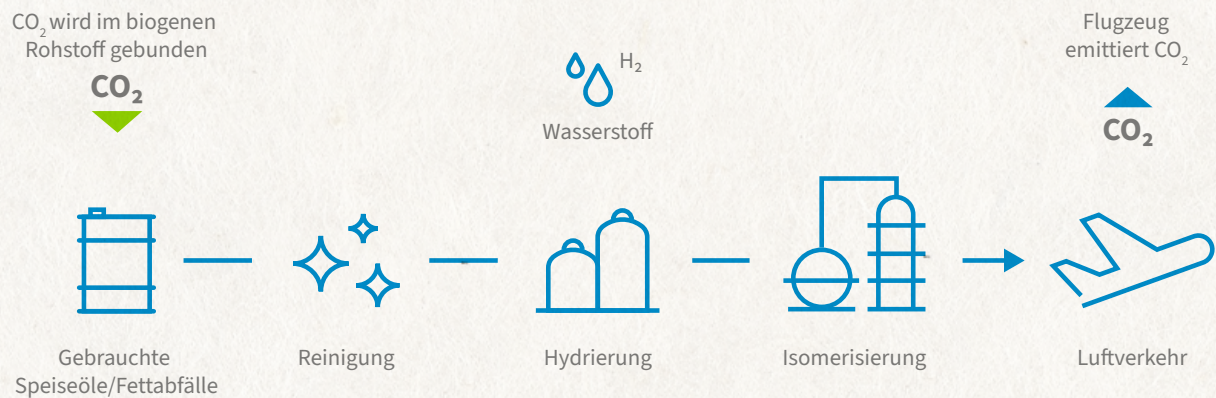 CO₂ wird im biogenen
Rohstoff gebunden
CO₂
H₂
Wasserstoff
Flugzeug
emittiert CO₂
CO₂
Gebrauchte
Speiseöle/Fettabfälle
Reinigung
Hydrierung
Isomerisierung
Luftverkehr